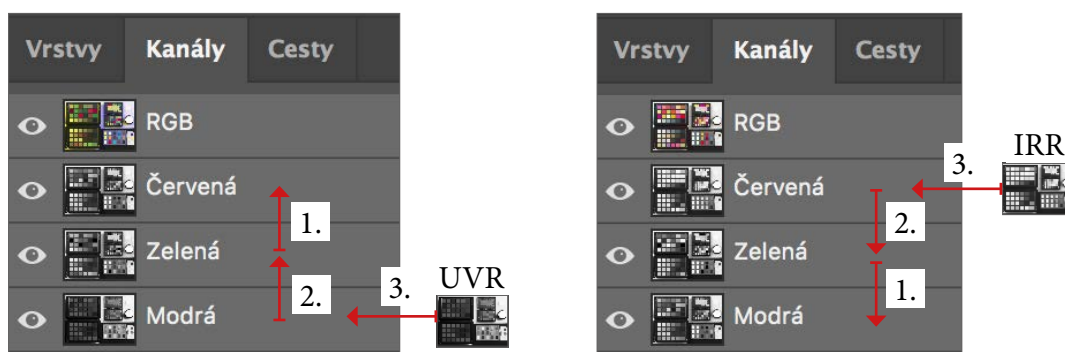 Vrstvy Kanály Cesty
RGB
Červená
1.
Zelená
2.
3.
UVR
Modrá
Vrstvy Kanály Cesty
RGB
IRR
3.
Červená
2.
Zelená
1.
Modrá